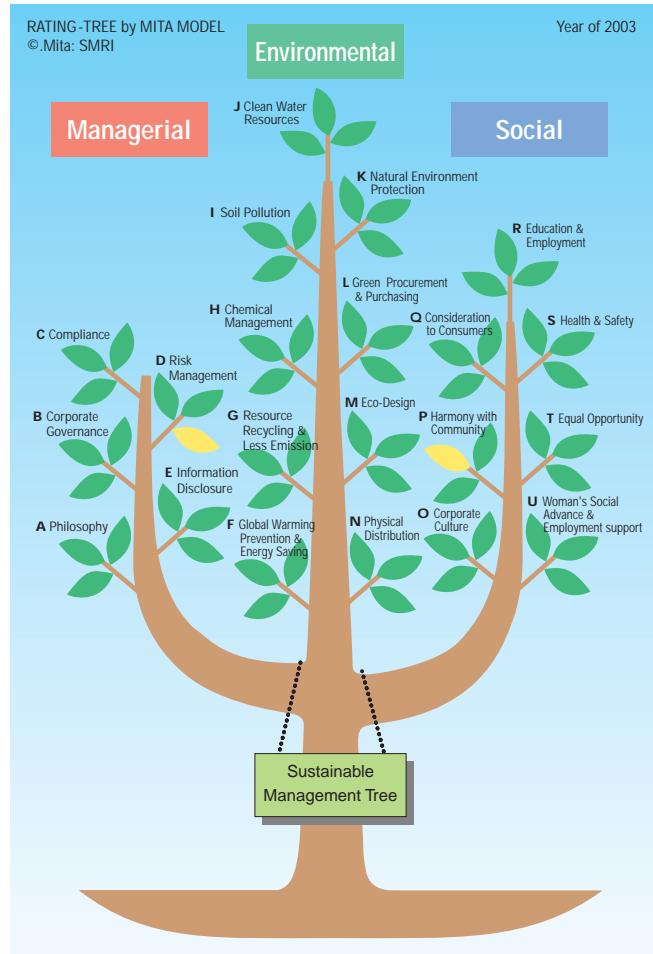 RATING-TREE by MITA MODEL
©.Mita: SMRI
Year of 2003
Environmental
Managerial
Social
J Clean Water
Resources
K Natural Environment
Protection
I Soil Pollution
R Education &
Employment
L Green Procurement
& Purchasing
H Chemical
Management
Q Consideration
to Consumers
S Health & Safety
C Compliance
D Risk
Management
M Eco-Design
B Corporate
Governance
G Resource
Recycling &
Less Emission
P Harmony with
Community
T Equal Opportunity
E Information
Disclosure
A Philosophy
F Global Warming
Prevention &
Energy Saving
N Physical
Distribution
O Corporate
Culture
U Woman's Social
Advance &
Employment support
Sustainable
Management Tree